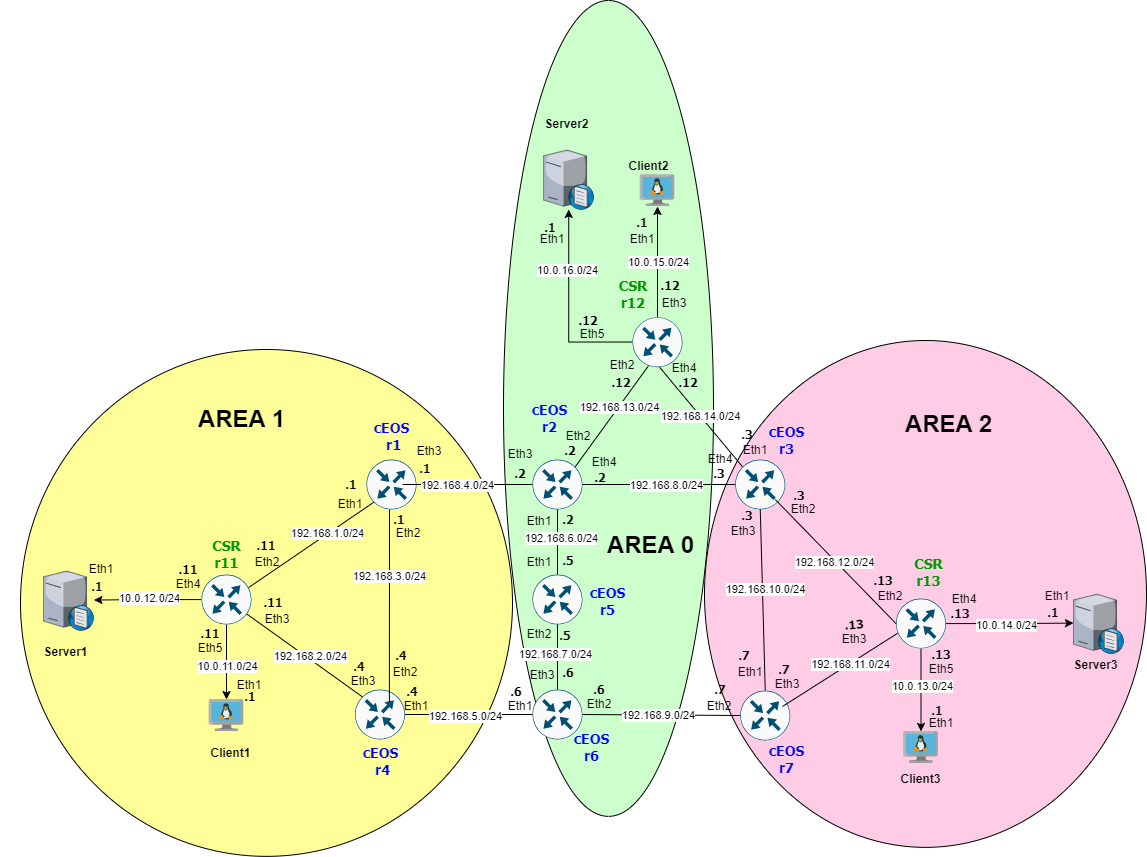 Server2
Client2
.1
Eth1
.1
Eth1
10.0.15.0/24
10.0.16.0/24
CSR
r12
.12
Eth3
.12
Eth5
Eth2
.12
Eth4
.12
192.168.13.0/24
192.168.14.0/24
AREA 1
AREA 2
cEOS
r1
Eth3
.1
cEOS
r2
Eth2
.2
Eth3
.2
Eth4
.2
.3
Eth1
cEOS
r3
Eth4
.3
192.168.4.0/24
192.168.8.0/24
.1
Eth1
.1
Eth2
.3
Eth2
.3
Eth3
Eth1
.2
192.168.1.0/24
192.168.6.0/24
AREA 0
CSR
r11
.11
Eth2
Eth1
.5
192.168.12.0/24
CSR
r13
192.168.3.0/24
.11
Eth4
Eth1
.1
10.0.12.0/24
192.168.10.0/24
cEOS
r5
.13
Eth2
Eth4
.13
Eth1
.1
10.0.14.0/24
.11
Eth3
.11
Eth5
Eth2
.5
.13
Eth3
Server1
192.168.2.0/24
192.168.7.0/24
192.168.11.0/24
.13
Eth5
Server3
10.0.11.0/24
.4
Eth3
.4
Eth2
Eth3
.6
.7
Eth1
.7
Eth3
10.0.13.0/24
Eth1
.1
.4
Eth1
192.168.5.0/24
.6
Eth1
.6
Eth2
192.168.9.0/24
.7
Eth2
.1
Eth1
Client1
cEOS
r4
cEOS
r6
cEOS
r7
Client3